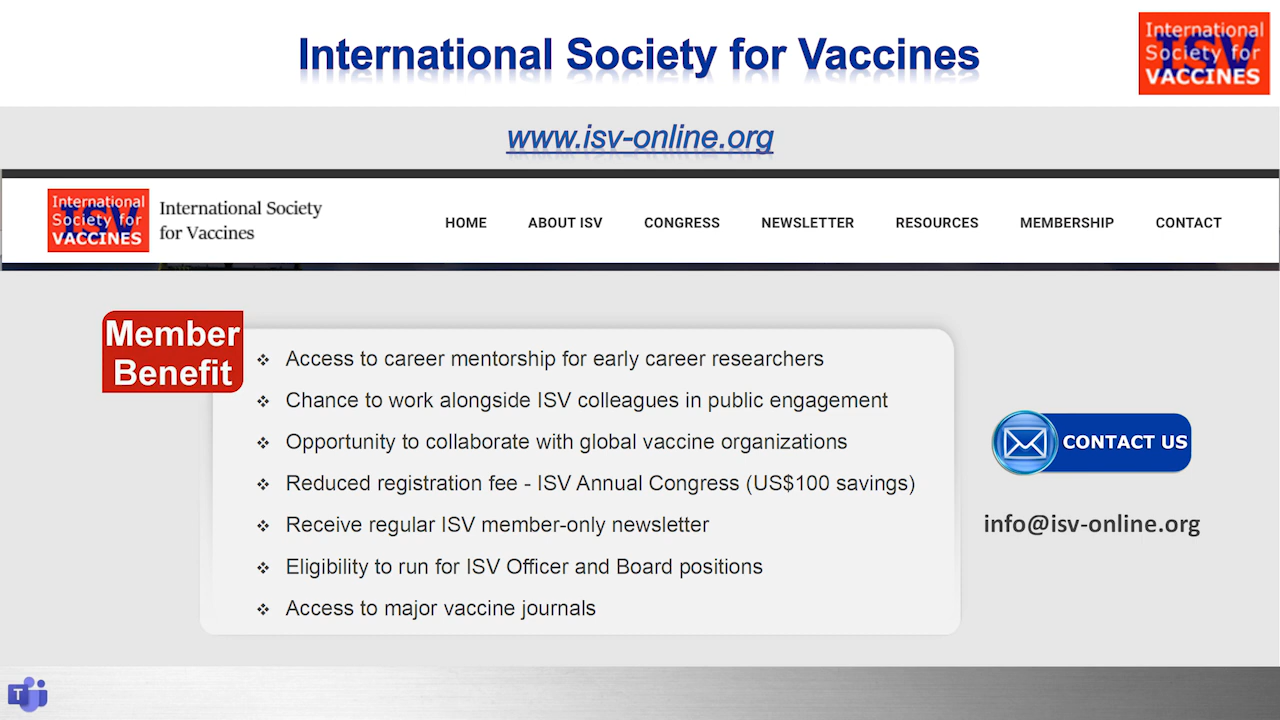 International Society for Vaccines
International
Society for
VACCINES
ISV
www.isv-online.org
International
Society for
VACCINES
ISV
International Society
for Vaccines
HOME ABOUT ISV CONGRESS NEWSLETTER RESOURCES MEMBERSHIP CONTACT
Member
Benefit
❖ Access to career mentorship for early career researchers
❖ Chance to work alongside ISV colleagues in public engagement
❖ Opportunity to collaborate with global vaccine organizations
❖ Reduced registration fee - ISV Annual Congress (US$100 savings)
❖ Receive regular ISV member-only newsletter
❖ Eligibility to run for ISV Officer and Board positions
❖ Access to major vaccine journals
CONTACT US
info@isv-online.org
T